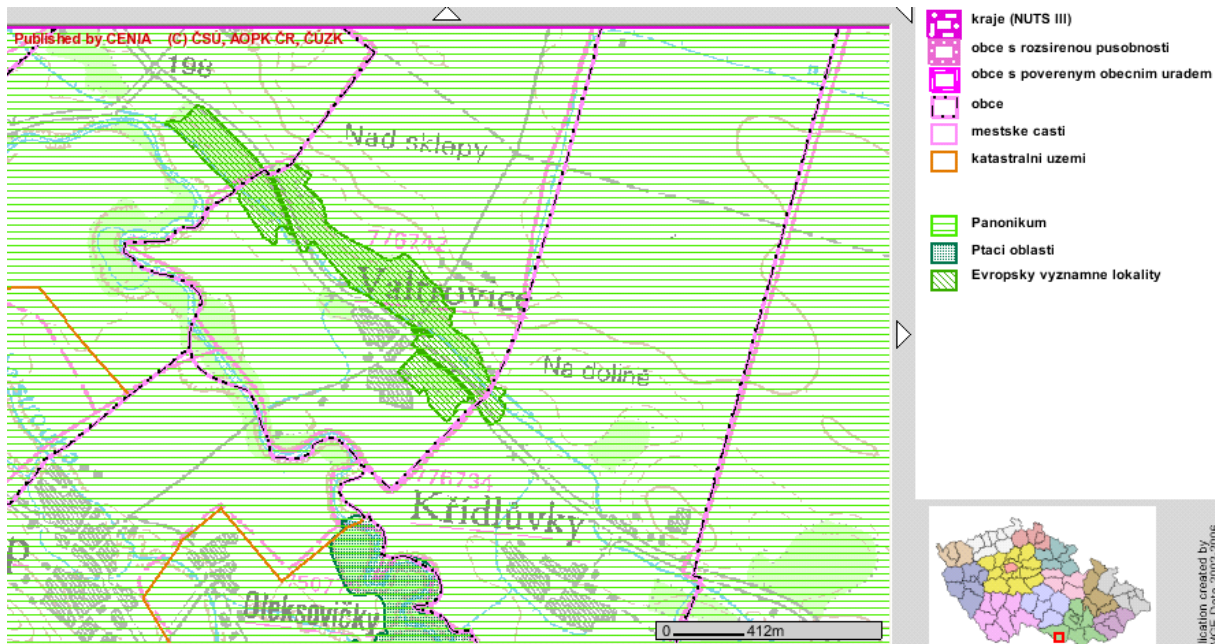 Published by CENIA (C) ČSÚ, AOPK ČR, ČÚZK
198
Nad sklepy
776742
Valtrovice
Na dolině
776734
Křídlůvky
Oleksovičky
0 412m
kraje (NUTS III)
obce s rozsirenou pusobnosti
obce s poverenym obecnim uradem
obce
mestske casti
katastralni uzemi
Panonikum
Ptaci oblasti
Evropsky vyznamne lokality